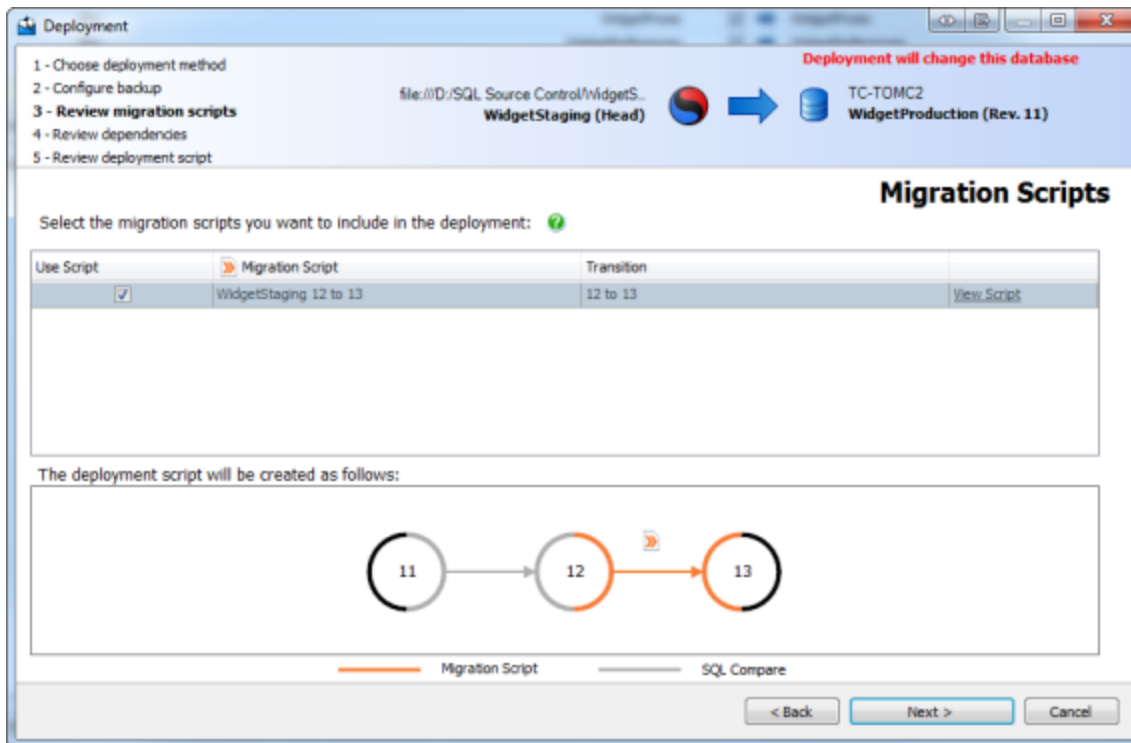 Deployment
1 - Choose deployment method
2 - Configure backup
3 - Review migration scripts
4 - Review dependencies
5 - Review deployment script
file:///D:/SQL Source Control/WidgetS...
WidgetStaging (Head)
Deployment will change this database
TC-TOMC2
WidgetProduction (Rev. 11)
Migration Scripts
Select the migration scripts you want to include in the deployment:
Use Script Migration Script Transition
WidgetStaging 12 to 13 12 to 13 View Script
The deployment script will be created as follows:
11 12 13
Migration Script SQL Compare
< Back Next > Cancel